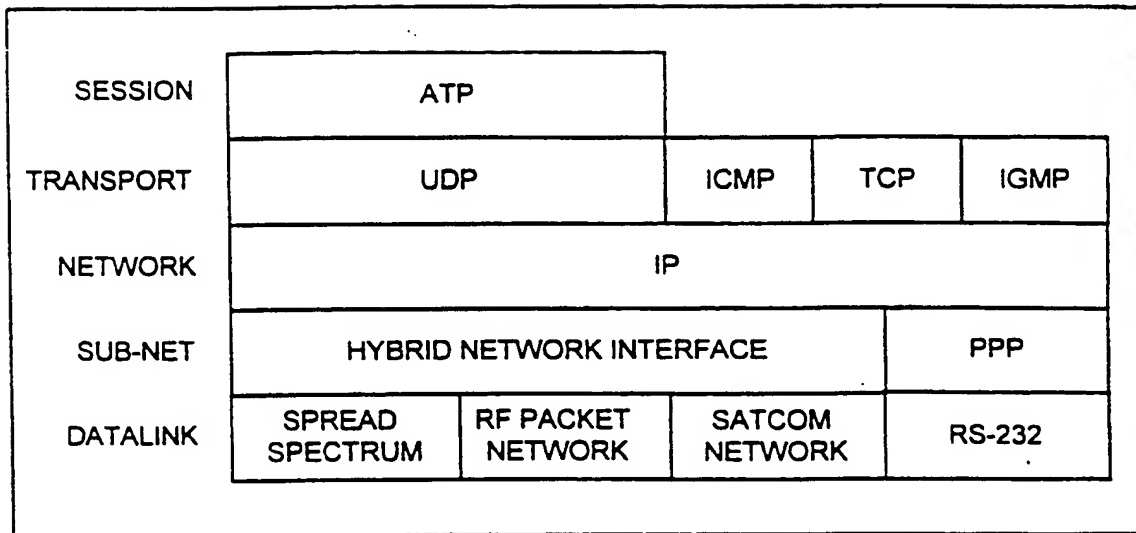 SESSION ATP
TRANSPORT UDP ICMP TCP IGMP
NETWORK IP
SUB-NET HYBRID NETWORK INTERFACE PPP
DATALINK SPREAD SPECTRUM RF PACKET NETWORK SATCOM NETWORK RS-232